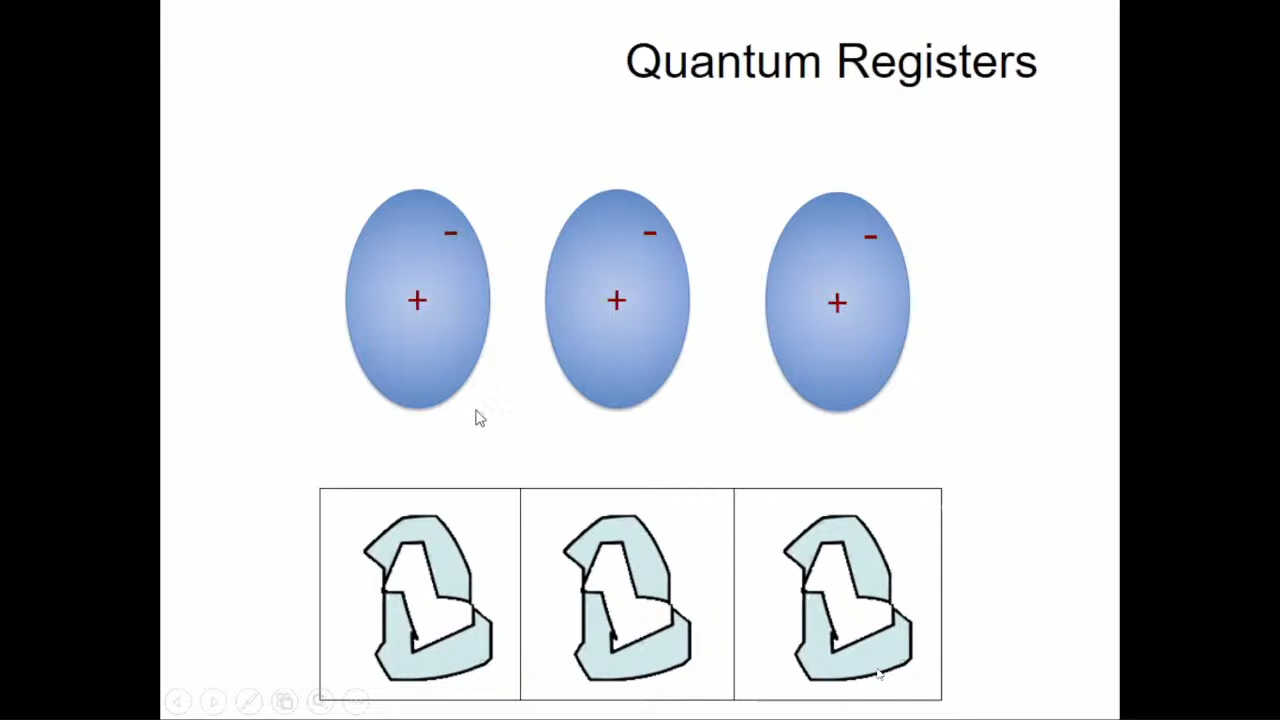 Quantum Registers
- - -
+ + +